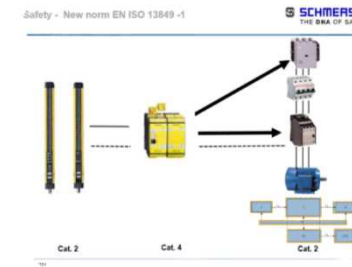 Safety - New norm EN ISO 13849 -1
SCHMERS
THE DNA OF SA
Cat. 2
Cat. 4
Cat. 2